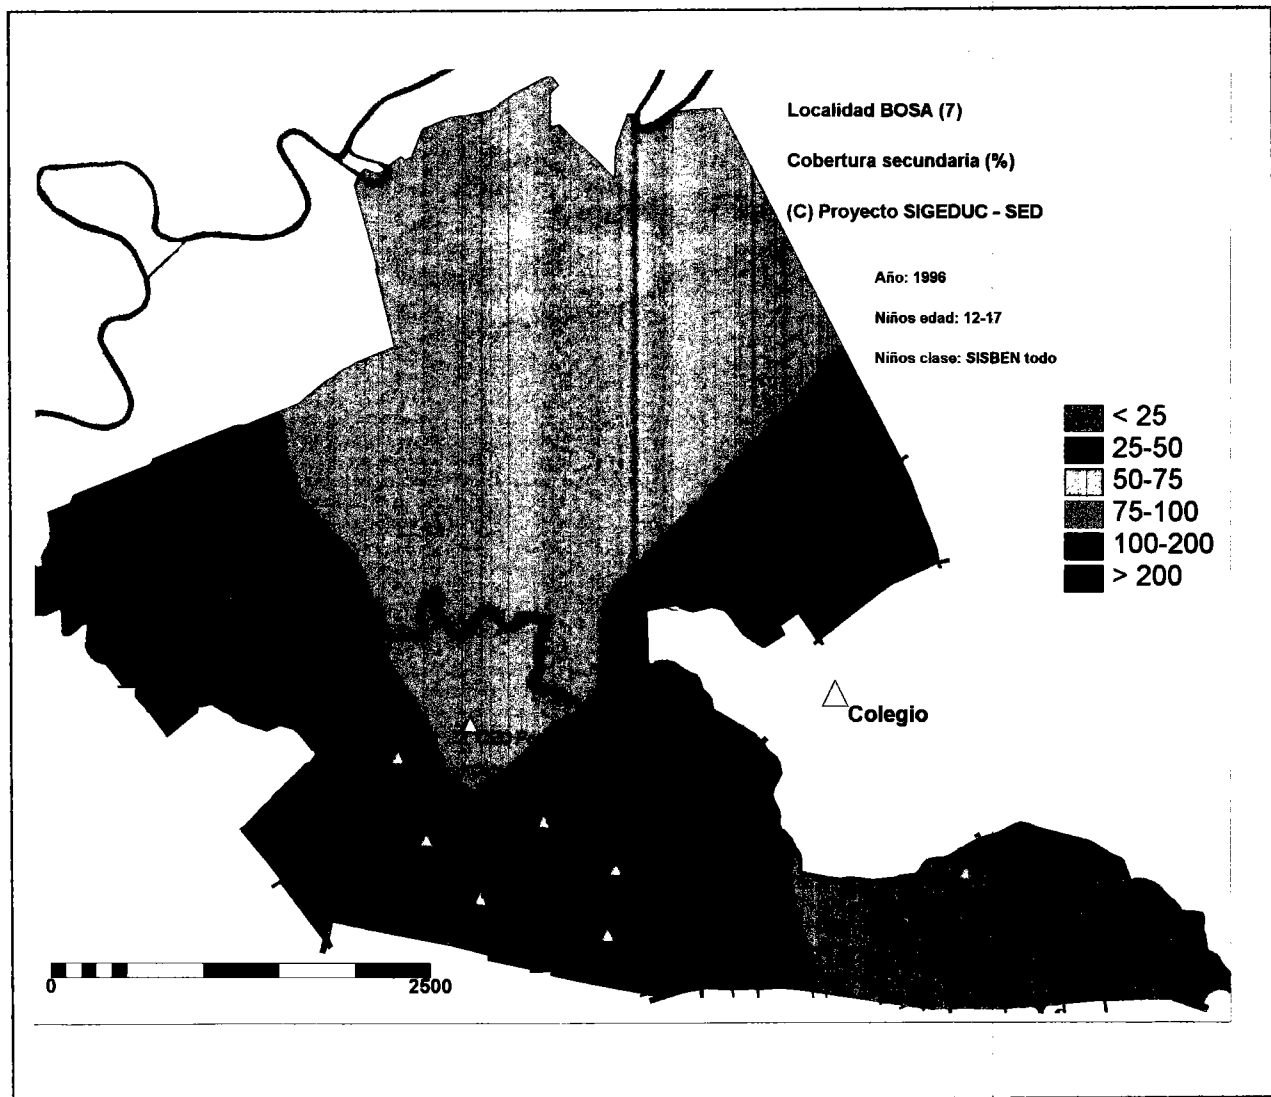 Localidad BOSA (7)
Cobertura secundaria (%)
(C) Proyecto SIGEDUC - SED
Año: 1996
Niños edad: 12-17
Niños clase: SISBEN todo
< 25
25-50
50-75
75-100
100-200
> 200
Colegio
0 2500